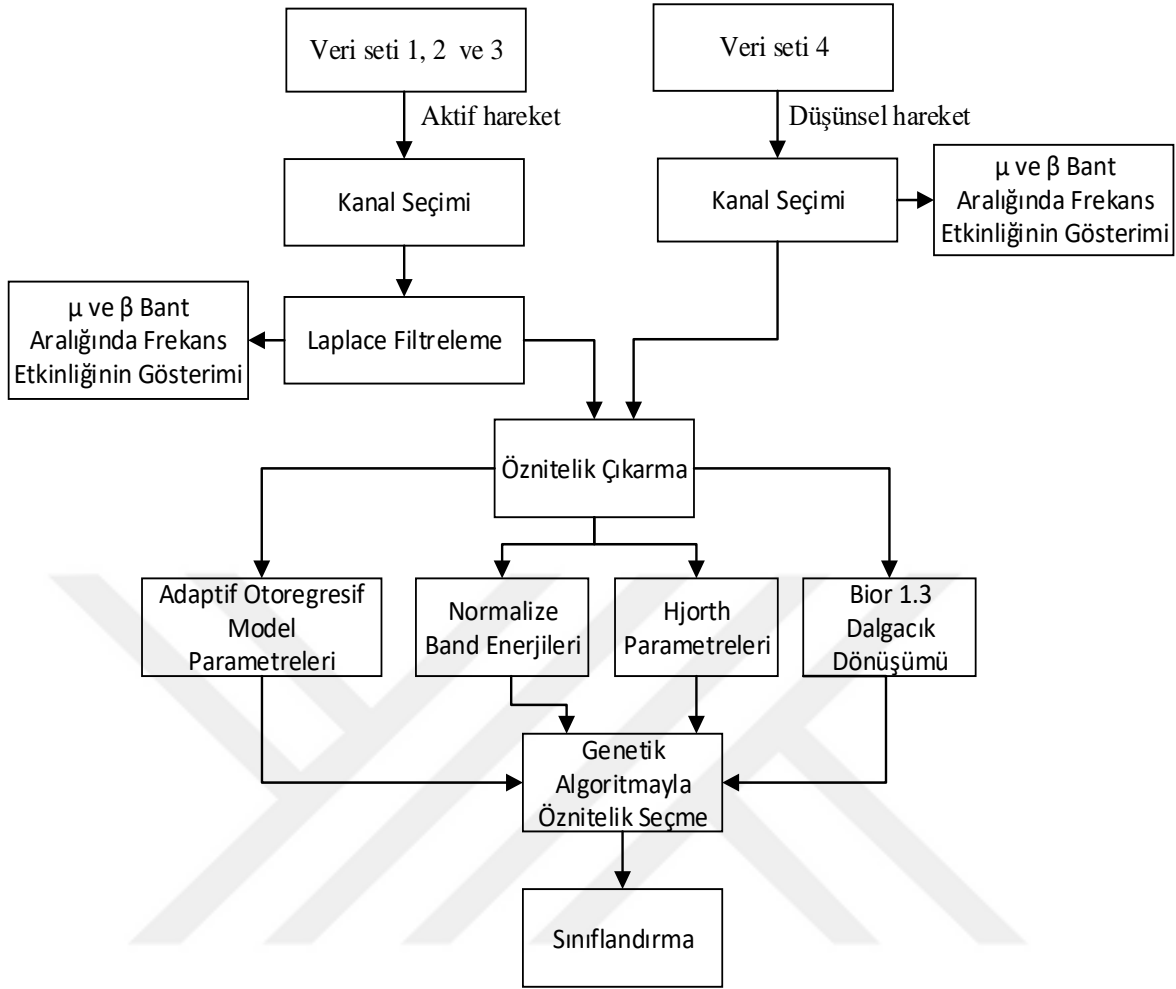 Veri seti 1, 2 ve 3
Veri seti 4
Aktif hareket
Düşünsel hareket
Kanal Seçimi
Kanal Seçimi
µ ve β Bant
Aralığında Frekans
Etkinliğinin Gösterimi
µ ve β Bant
Aralığında Frekans
Etkinliğinin Gösterimi
Laplace Filtreleme
Öznitelik Çıkarma
Adaptif Otoregresif
Model
Parametreleri
Normalize
Band Enerjileri
Hjorth
Parametreleri
Bior 1.3
Dalgacık
Dönüşümü
Genetik
Algoritmayla
Öznitelik Seçme
Sınıflandırma